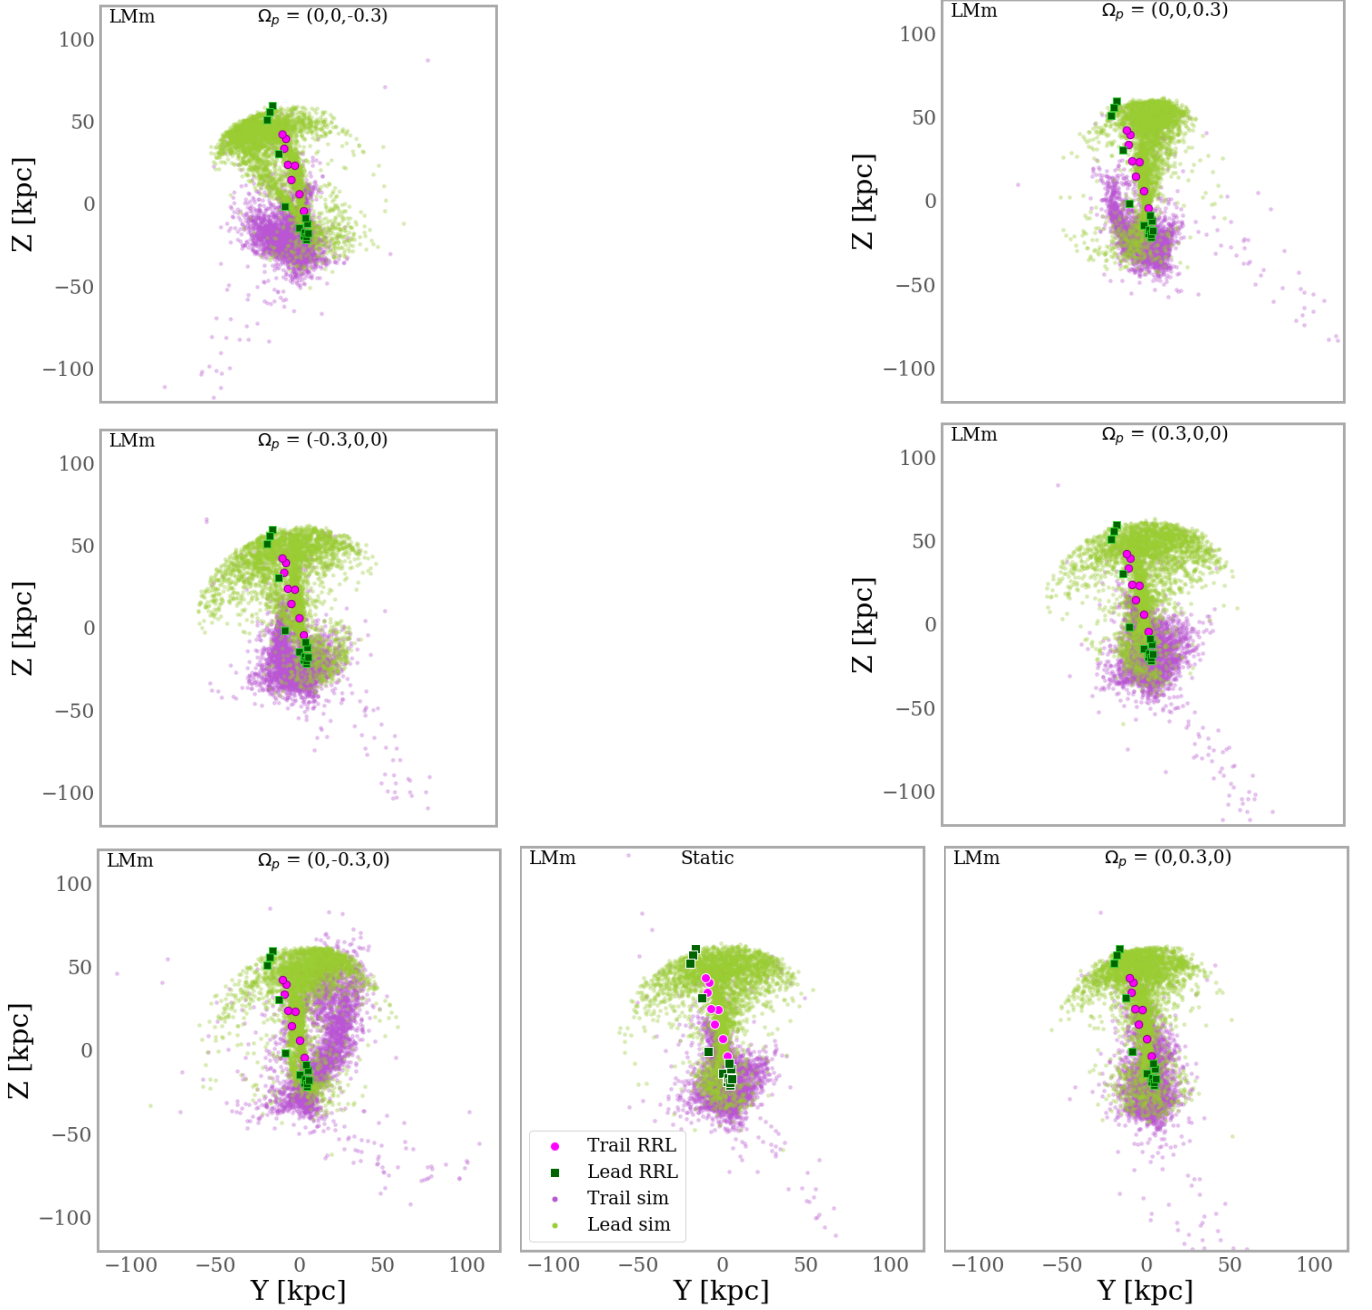 LMm Ωp = (0,0,-0.3)
100
50
0
−50
−100
Z [kpc]
LMm Ωp = (0,0,0.3)
100
50
0
−50
−100
Z [kpc]
LMm Ωp = (-0.3,0,0)
100
50
0
−50
−100
Z [kpc]
LMm Ωp = (0.3,0,0)
100
50
0
−50
−100
Z [kpc]
LMm Ωp = (0,-0.3,0)
100
50
0
−50
−100
Z [kpc]
−100 −50 0 50 100
Y [kpc]
LMm Static
Trail RRL
Lead RRL
Trail sim
Lead sim
−100 −50 0 50 100
Y [kpc]
LMm Ωp = (0,0.3,0)
−100 −50 0 50 100
Y [kpc]